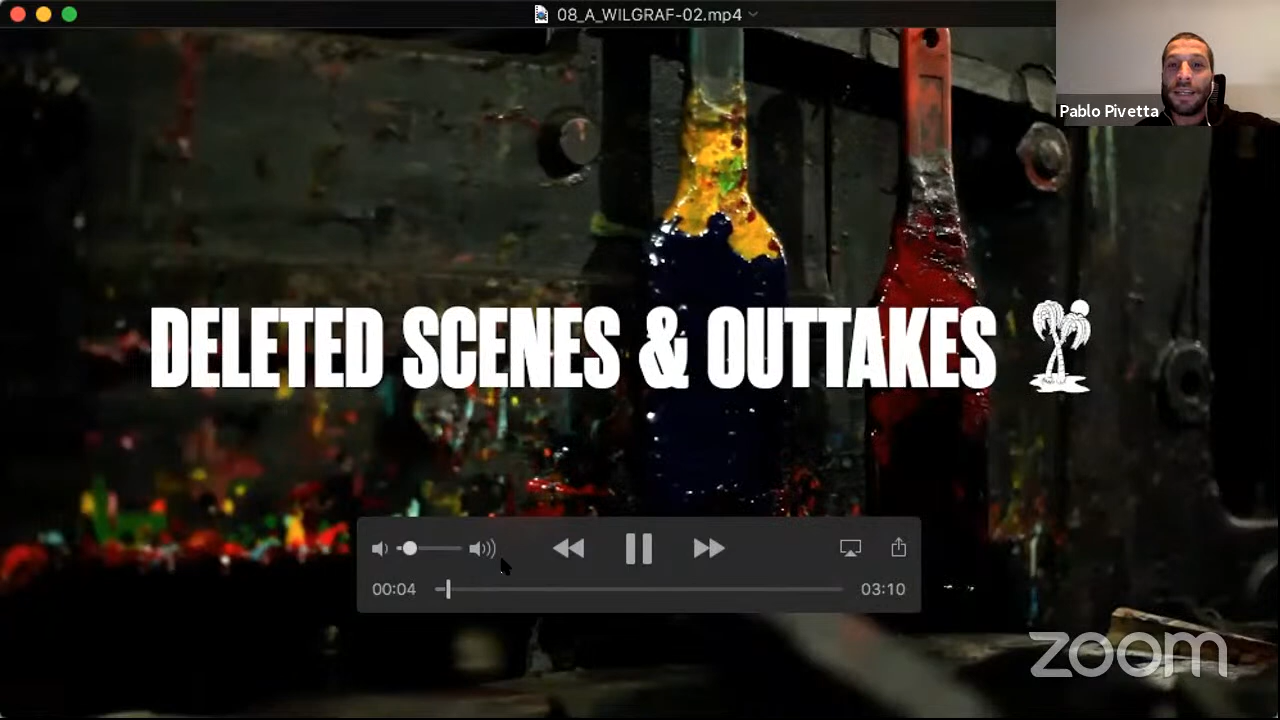 08_A_WILGRAF-02.mp4
Pablo Pivetta
DELETED SCENES & OUTTAKES
00:04
03:10
zoom